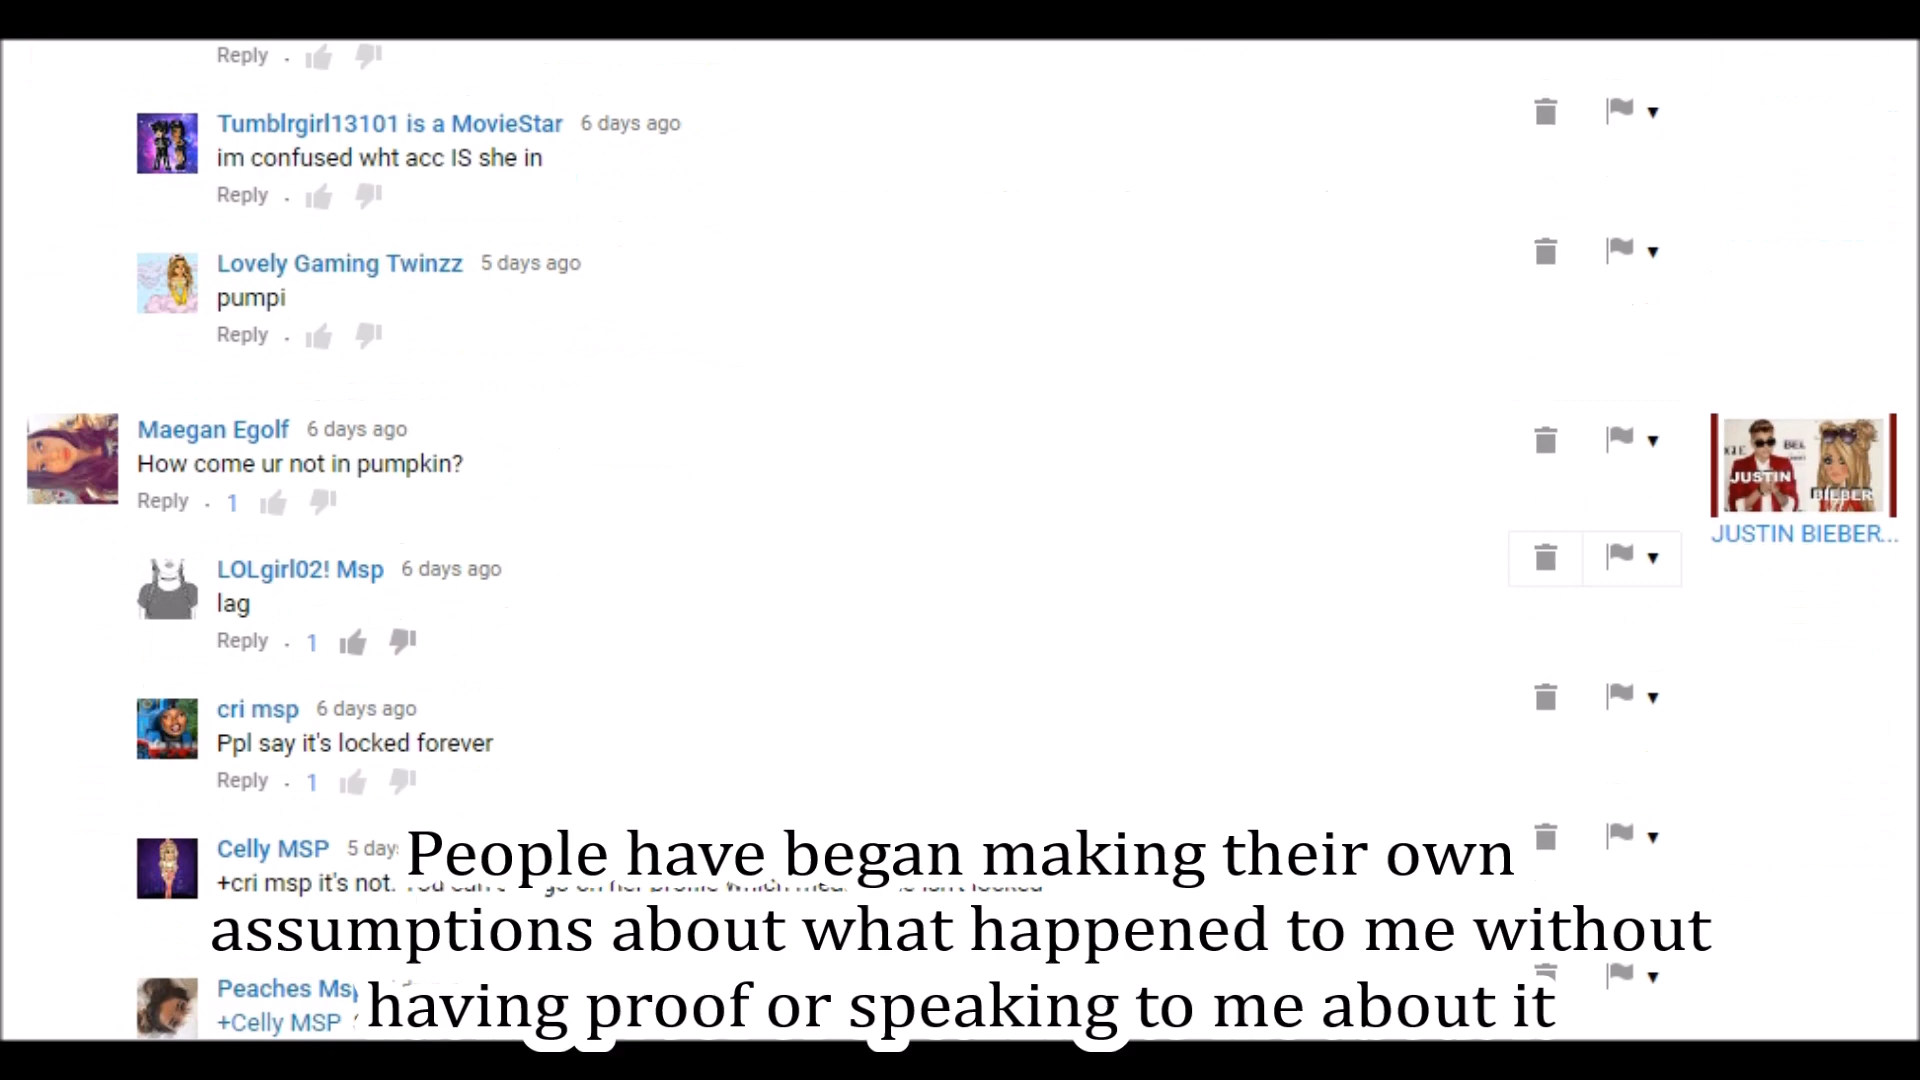 Reply .
Tumblrgirl13101 is a MovieStar 6 days ago
im confused wht acc IS she in
Reply .
Lovely Gaming Twinzz 5 days ago
pumpi
Reply .
Maegan Egolf 6 days ago
How come ur not in pumpkin?
Reply . 1
JUSTIN
BIEBER
JUSTIN BIEBER...
LOLgirl02! Msp 6 days ago
lag
Reply . 1
cri msp 6 days ago
Ppl say it's locked forever
Reply . 1
Celly MSP 5
+cri msp it's not.
Peaches
+Celly MSP
People have began making their own
assumptions about what happened to me without
having proof or speaking to me about it